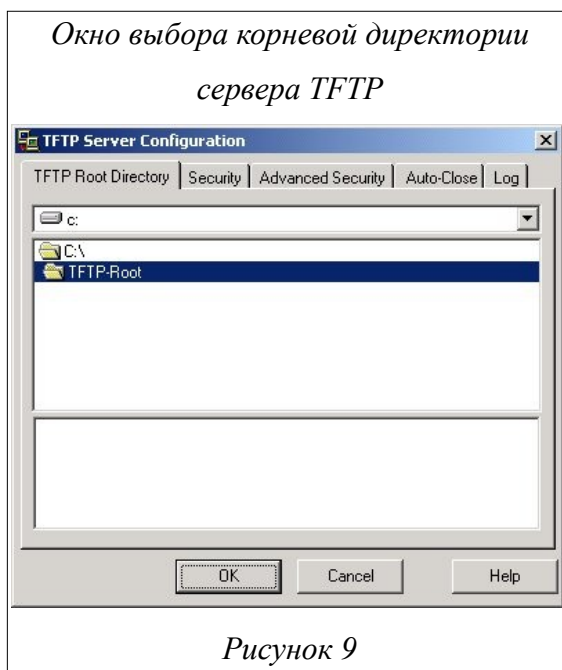 Окно выбора корневой директории
сервера TFTP
TFTP Server Configuration
TFTP Root Directory Security Advanced Security Auto-Close Log
c:
C:\
TFTP-Root
OK Cancel Help
Рисунок 9